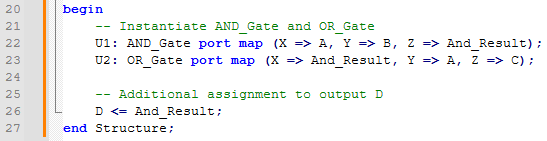 20 begin
21     -- Instantiate AND_Gate and OR_Gate
22     U1: AND_Gate port map (X => A, Y => B, Z => And_Result);
23     U2: OR_Gate port map (X => And_Result, Y => A, Z => C);
24
25     -- Additional assignment to output D
26     D <= And_Result;
27 end Structure;